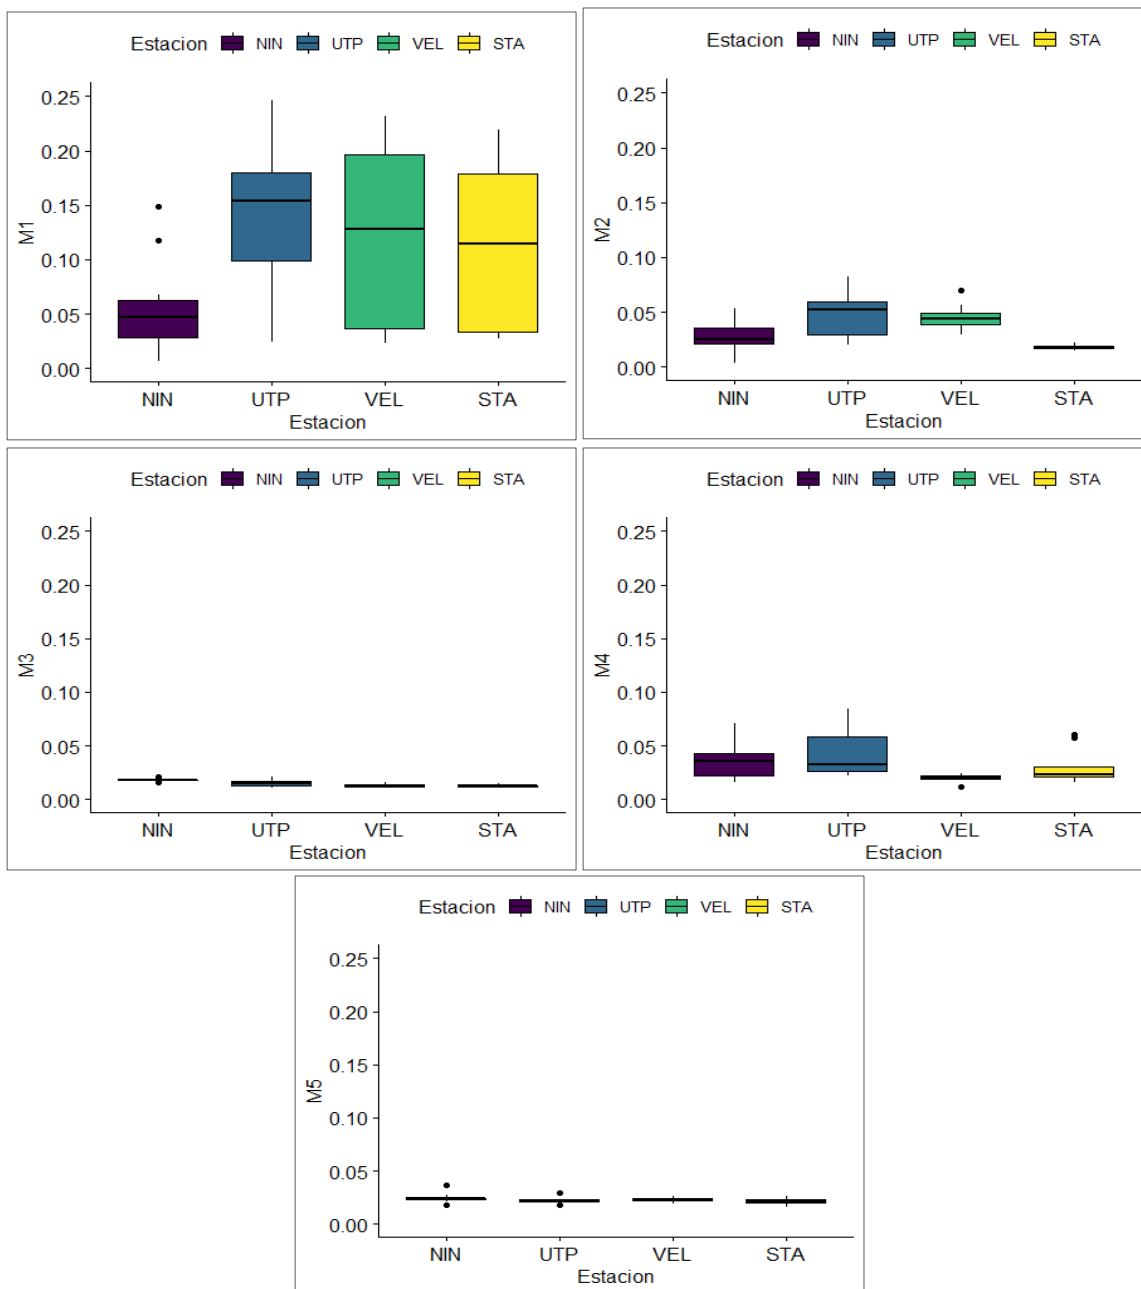 Estacion NIN UTP VEL STA
M1
0.25
0.20
0.15
0.10
0.05
0.00
NIN UTP VEL STA
Estacion
Estacion NIN UTP VEL STA
M2
0.25
0.20
0.15
0.10
0.05
0.00
NIN UTP VEL STA
Estacion
Estacion NIN UTP VEL STA
M3
0.25
0.20
0.15
0.10
0.05
0.00
NIN UTP VEL STA
Estacion
Estacion NIN UTP VEL STA
M4
0.25
0.20
0.15
0.10
0.05
0.00
NIN UTP VEL STA
Estacion
Estacion NIN UTP VEL STA
M5
0.25
0.20
0.15
0.10
0.05
0.00
NIN UTP VEL STA
Estacion